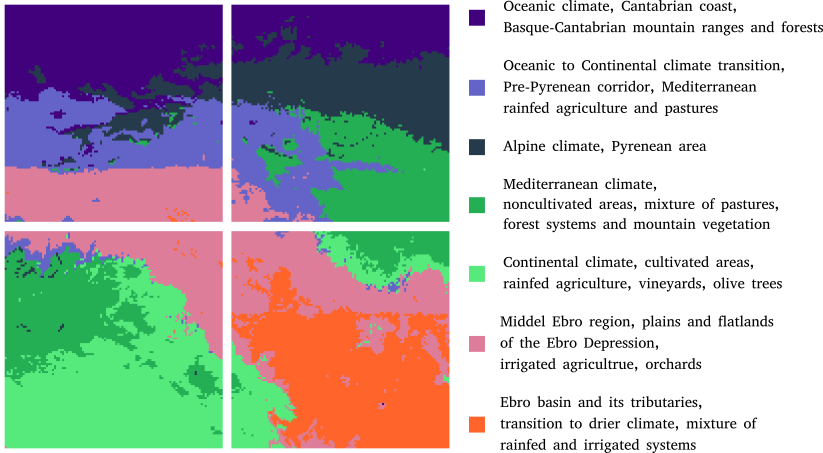 Oceanic climate, Cantabrian coast,
Basque-Cantabrian mountain ranges and forests
Oceanic to Continental climate transition,
Pre-Pyrenean corridor, Mediterranean
rainfed agriculture and pastures
Alpine climate, Pyrenean area
Mediterranean climate,
noncultivated areas, mixture of pastures,
forest systems and mountain vegetation
Continental climate, cultivated areas,
rainfed agriculture, vineyards, olive trees
Middel Ebro region, plains and flatlands
of the Ebro Depression,
irrigated agricultrue, orchards
Ebro basin and its tributaries,
transition to drier climate, mixture of
rainfed and irrigated systems